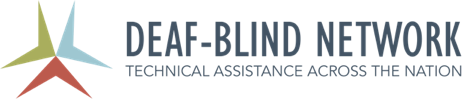 DEAF-BLIND NETWORK
TECHNICAL ASSISTANCE ACROSS THE NATION